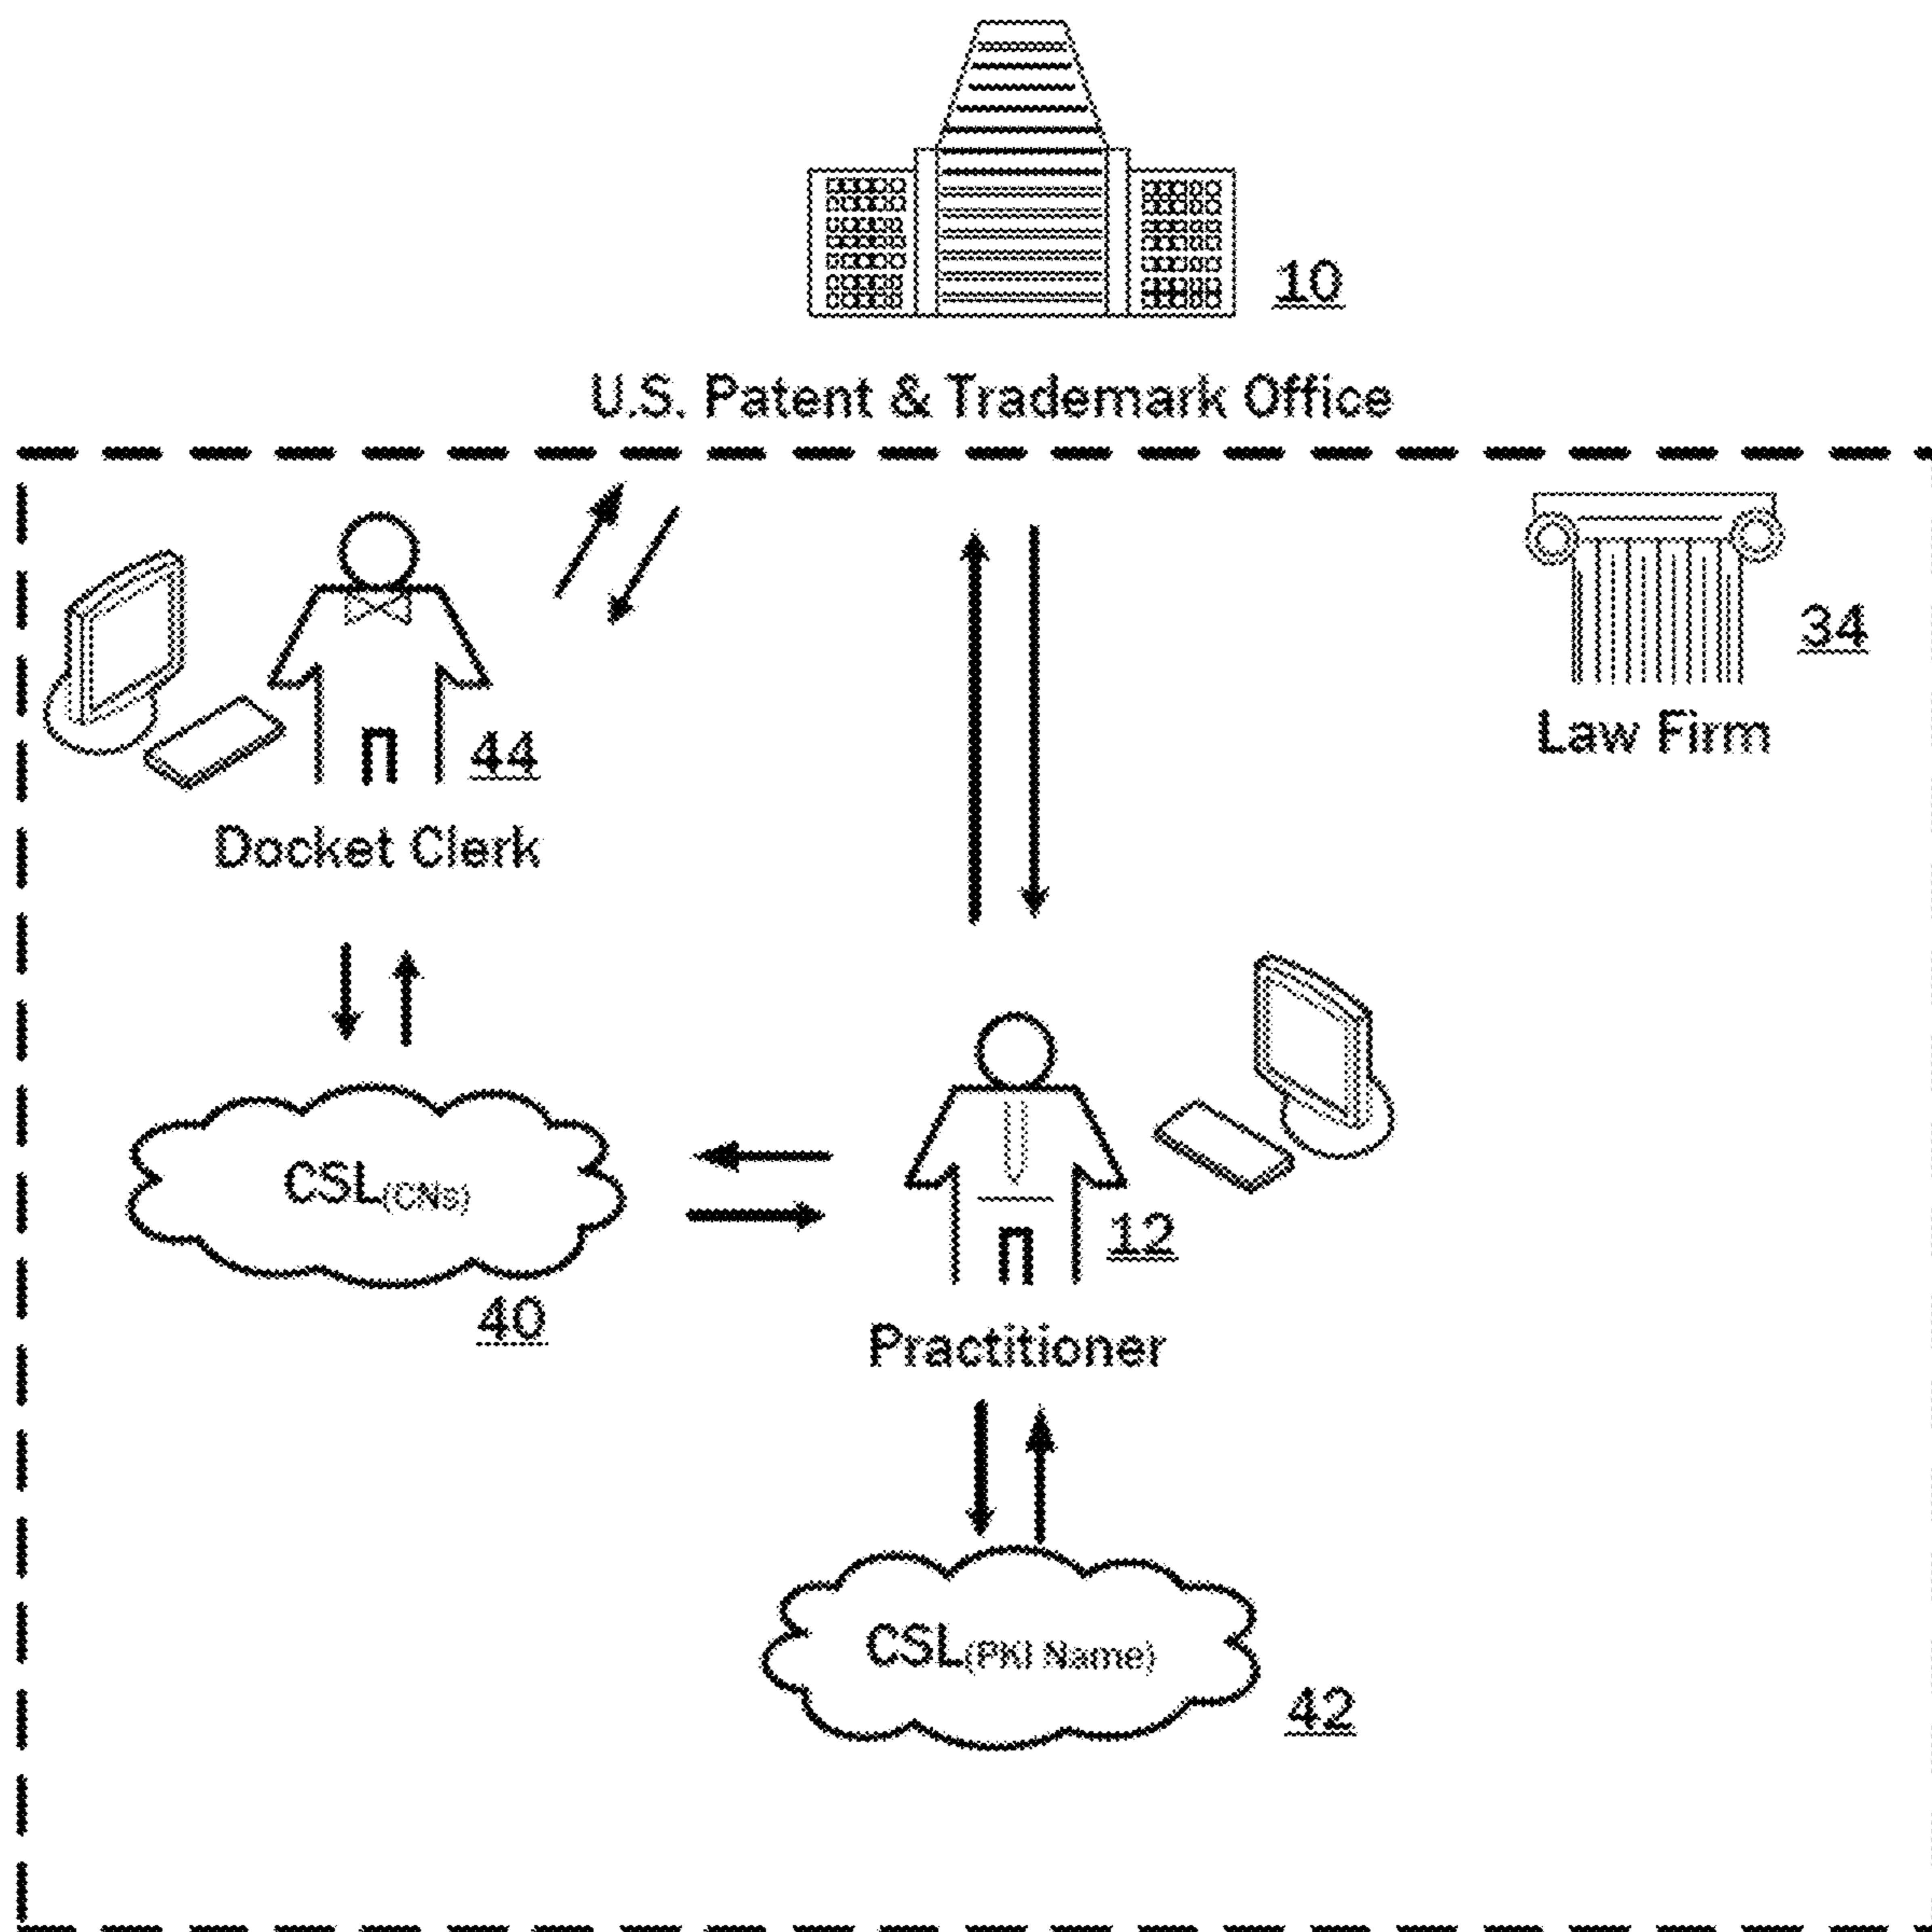 10
U.S. Patent & Trademark Office
34
Law Firm
44
Docket Clerk
CSL(CNs)
40
12
Practitioner
CSL(PKI Name)
42